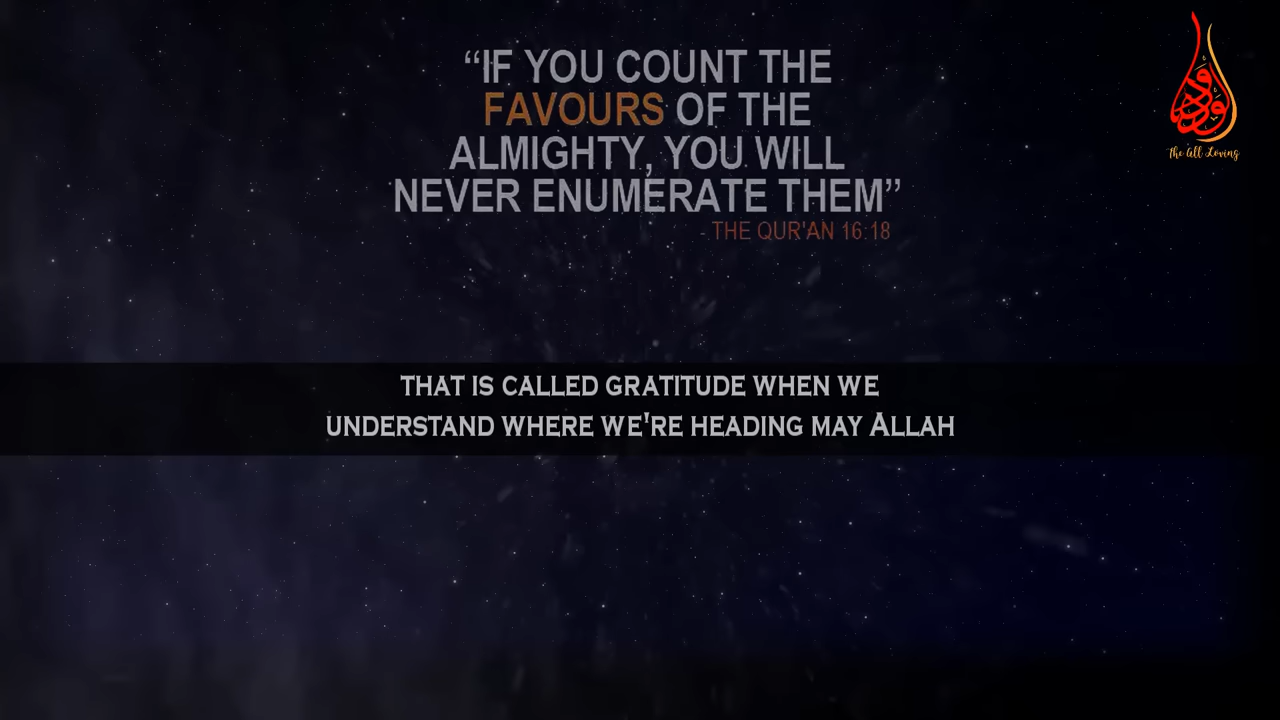 “IF YOU COUNT THE
FAVOURS OF THE
ALMIGHTY, YOU WILL
NEVER ENUMERATE THEM”
- THE QUR'AN 16:18
الودود
The All Loving
THAT IS CALLED GRATITUDE WHEN WE
UNDERSTAND WHERE WE'RE HEADING MAY ALLAH